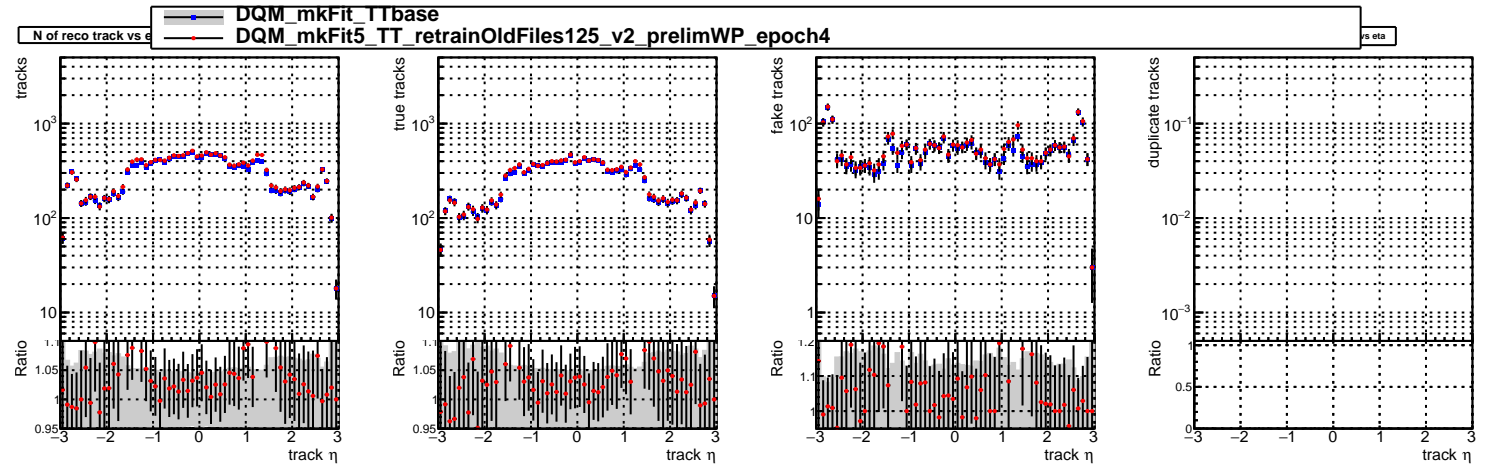 DQM_mkFit_TTbase
DQM_mkFit5_TT_retrainOldFiles125_v2_prelimWP_epoch4
N of reco track vs e
vs eta
tracks
10³
10²
10
Ratio
1.1
1.05
1
0.95
−3 −2 −1 0 1 2 3
track η
true tracks
10³
10²
10
Ratio
1.1
1.05
1
0.95
−3 −2 −1 0 1 2 3
track η
fake tracks
10²
10
1
Ratio
1.2
1.1
1
−3 −2 −1 0 1 2 3
track η
duplicate tracks
10⁻¹
10⁻²
10⁻³
Ratio
1
0.5
0
−3 −2 −1 0 1 2 3
track η